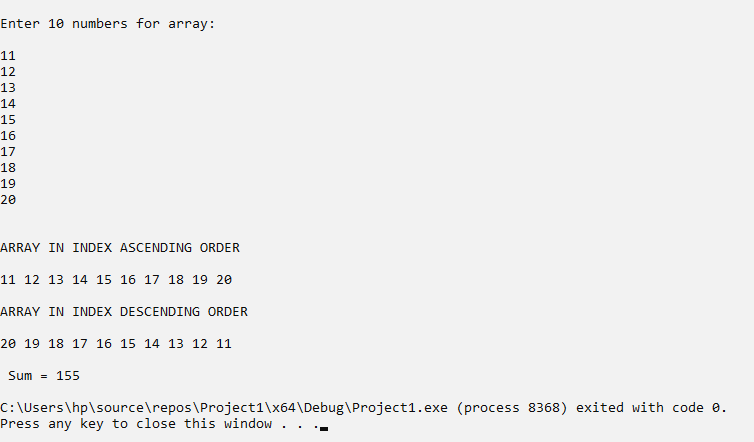 Enter 10 numbers for array:
11
12
13
14
15
16
17
18
19
20
ARRAY IN INDEX ASCENDING ORDER
11 12 13 14 15 16 17 18 19 20
ARRAY IN INDEX DESCENDING ORDER
20 19 18 17 16 15 14 13 12 11
Sum = 155
C:\Users\hp\source\repos\Project1\x64\Debug\Project1.exe (process 8368) exited with code 0.
Press any key to close this window . . .